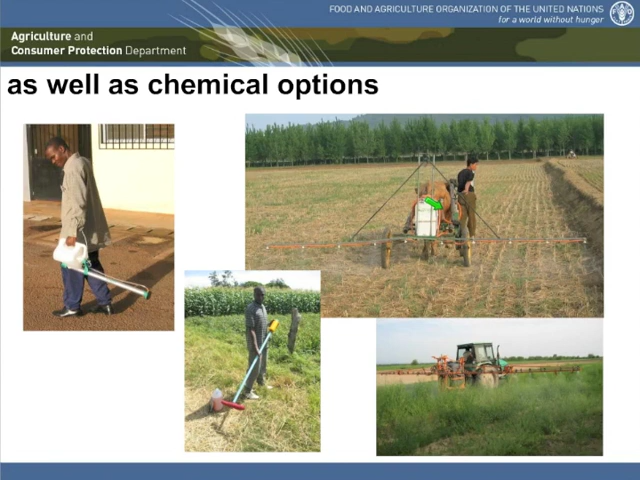 FOOD AND AGRICULTURE ORGANIZATION OF THE UNITED NATIONS
for a world without hunger
Agriculture and
Consumer Protection Department
as well as chemical options